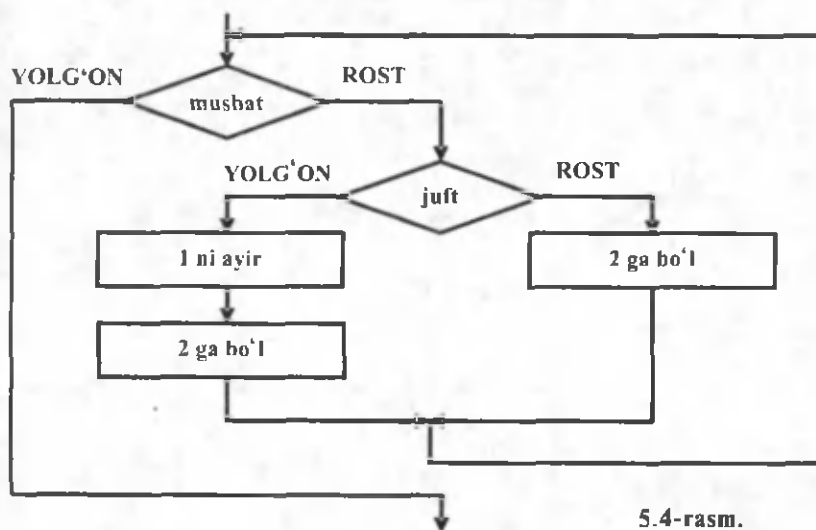 YOLG‘ON
ROST
mushat
YOLG‘ON
ROST
juft
1 ni ayir
2 ga bo‘l
2 ga bo‘l
5.4-rasm.